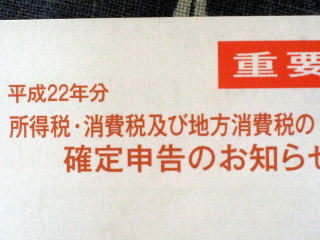 重要
平成22年分
所得税・消費税及び地方消費税の
確定申告のお知らせ